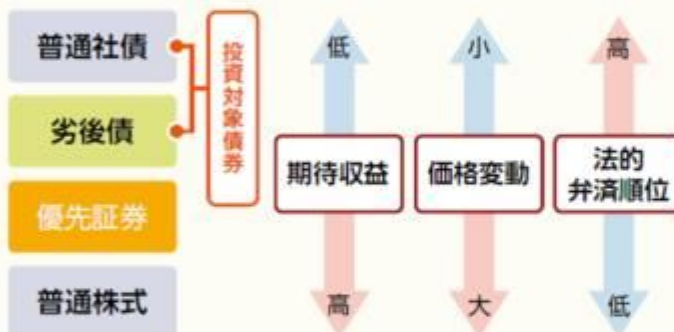 普通社債
劣後債
優先証券
普通株式
投資対象債券
低
期待収益
高
小
価格変動
大
高
法的
弁済順位
低